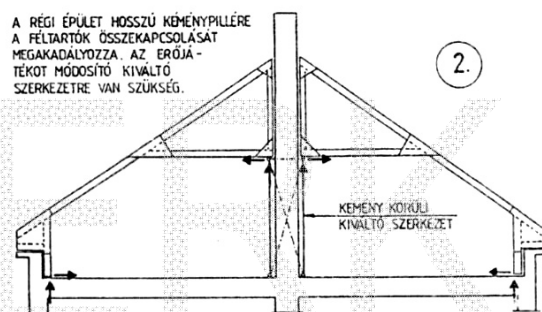 A RÉGI ÉPÜLET HOSSZÚ KÉMÉNYPILLÉRE
A FÉLTARTÓK ÖSSZEKAPCSOLÁSÁT
MEGAKADÁLYOZZA. AZ ERŐJÁ-
TÉKOT MÓDOSÍTÓ KIVÁLTÓ
SZERKEZETRE VAN SZÜKSÉG.
2.
KÉMÉNY KÖRÜLI
KIVÁLTÓ SZERKEZET